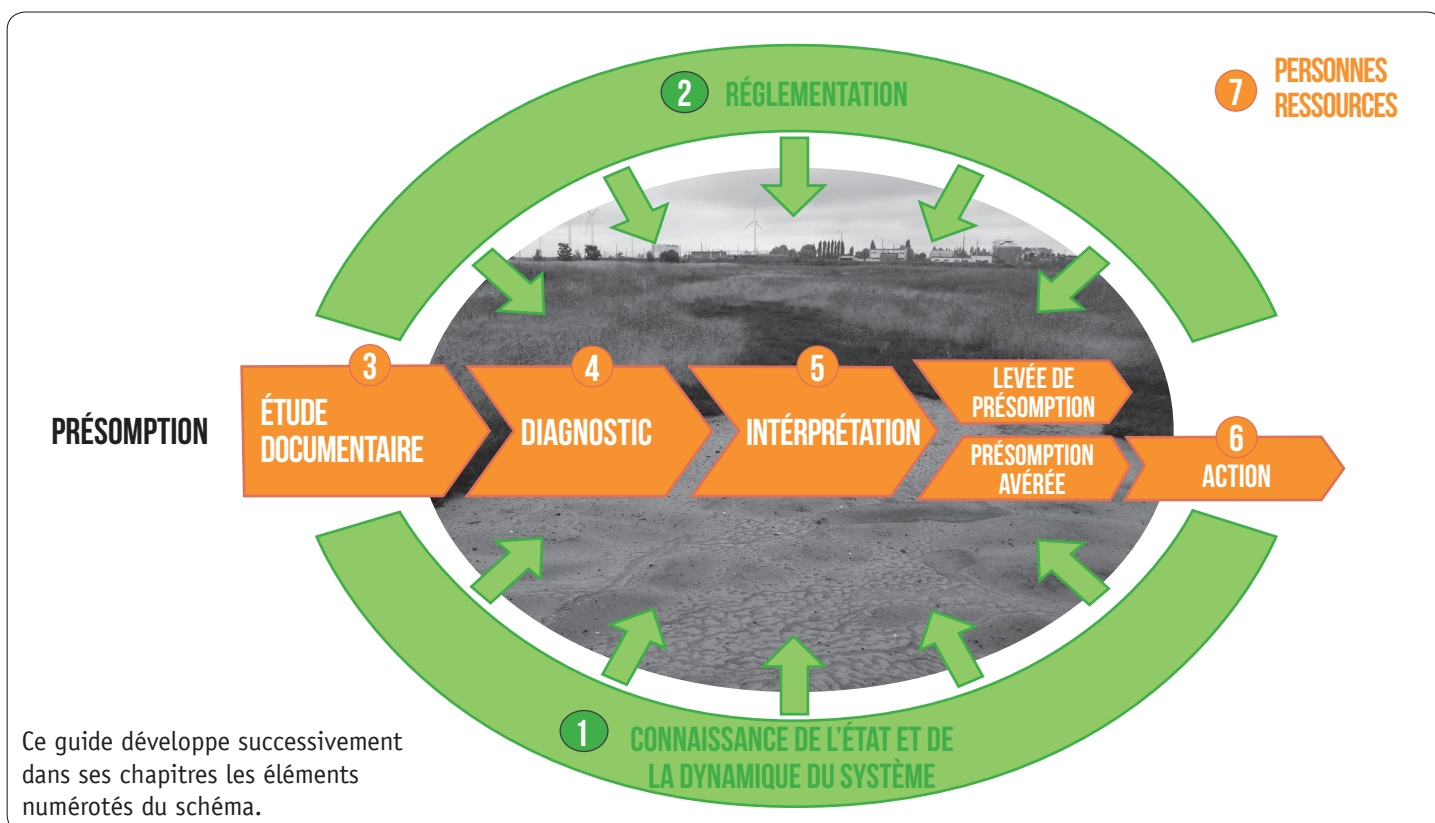 2 RÉGLEMENTATION
7 PERSONNES
RESSOURCES
PRÉSOMPTION
3
ÉTUDE
DOCUMENTAIRE
4
DIAGNOSTIC
5
INTÉRPRÉTATION
LEVÉE DE
PRÉSOMPTION
PRÉSOMPTION
AVÉRÉE
6
ACTION
1 CONNAISSANCE DE L'ÉTAT ET DE
LA DYNAMIQUE DU SYSTÈME
Ce guide développe successivement
dans ses chapitres les éléments
numérotés du schéma.